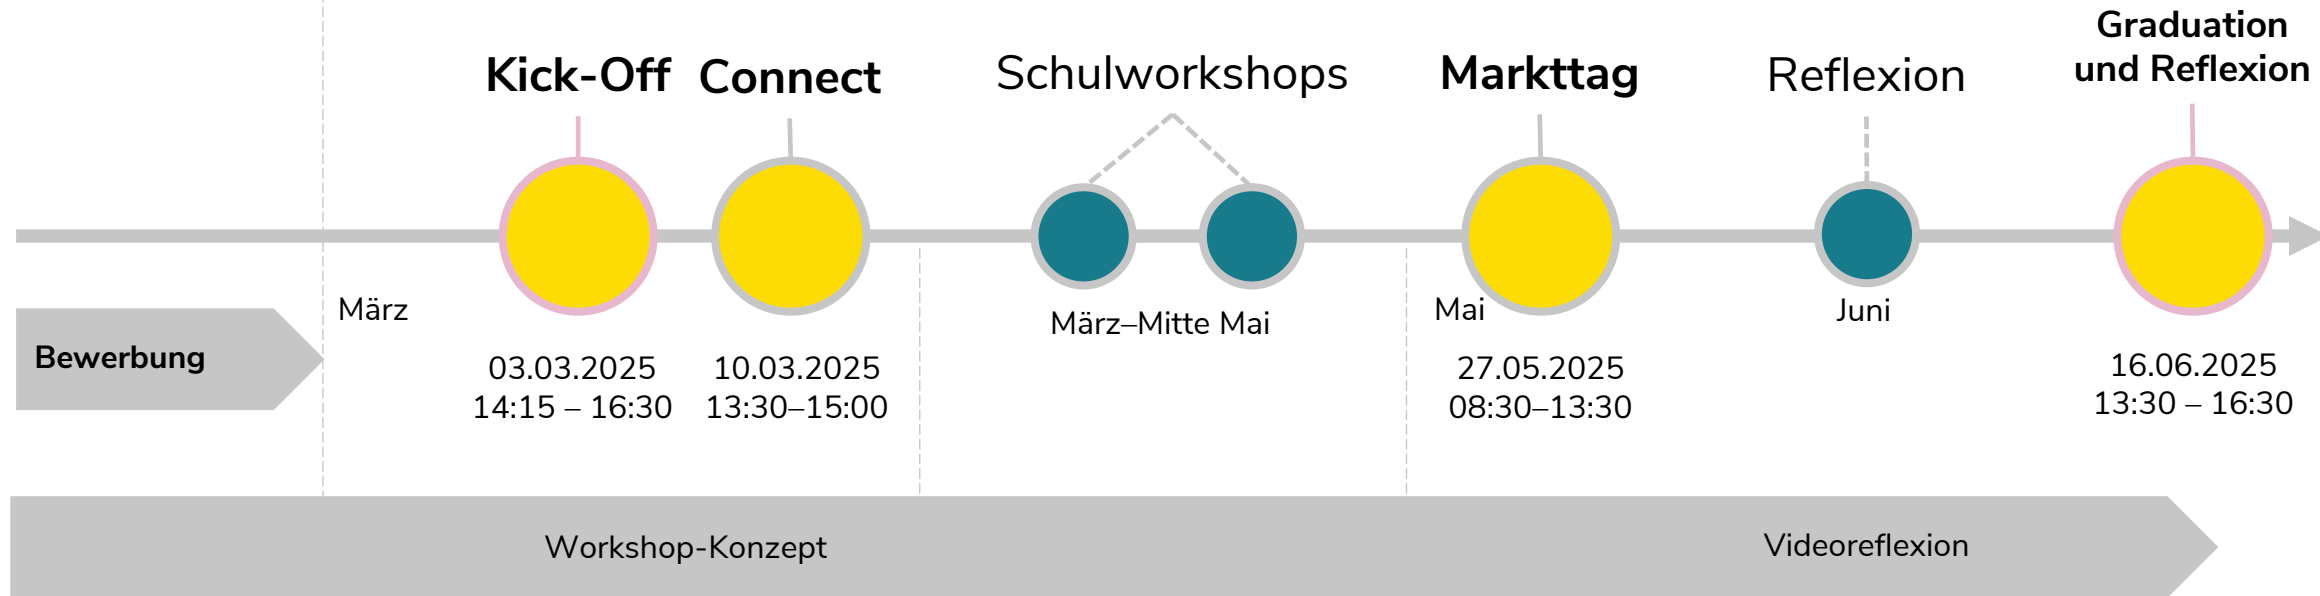 Kick-Off
Connect
Schulworkshops
Markttag
Reflexion
Graduation
und Reflexion
März
März–Mitte Mai
Mai
Juni
Bewerbung
03.03.2025
14:15 – 16:30
10.03.2025
13:30–15:00
27.05.2025
08:30–13:30
16.06.2025
13:30 – 16:30
Workshop-Konzept
Videoreflexion